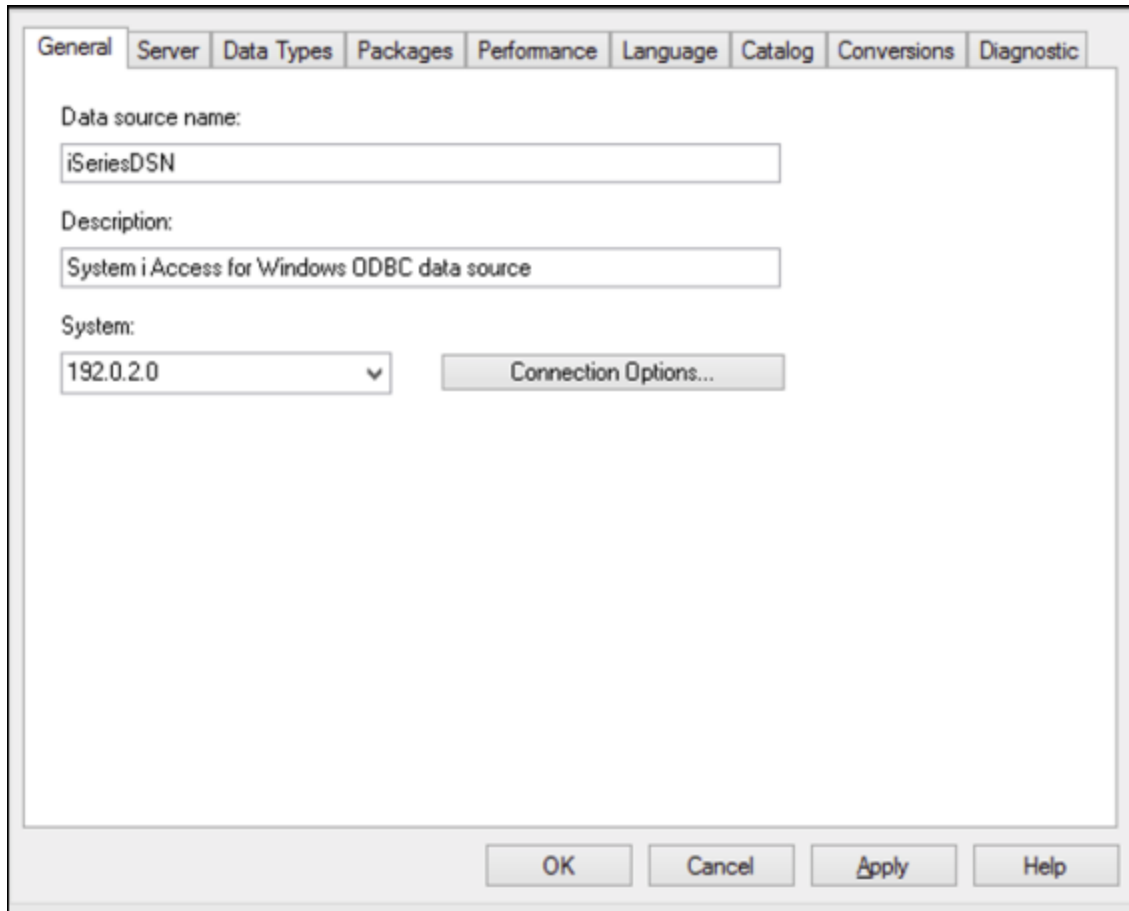 General Server Data Types Packages Performance Language Catalog Conversions Diagnostic
Data source name:
iSeriesDSN
Description:
System i Access for Windows ODBC data source
System:
192.0.2.0 Connection Options...
OK Cancel Apply Help